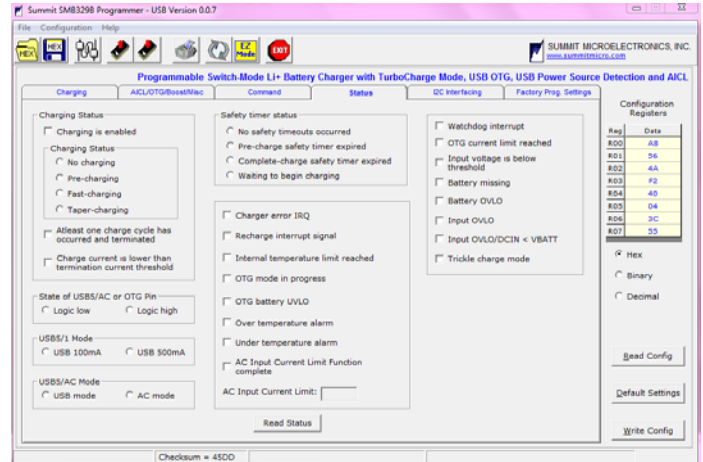 Summit SMB329B Programmer - USB Version 0.0.7
File Configuration Help
HEX
HEX
EZ
Mode
EXIT
SUMMIT MICROELECTRONICS, INC.
www.summitmicro.com
Programmable Switch-Mode Li+ Battery Charger with TurboCharge Mode, USB OTG, USB Power Source Detection and AICL
Charging
AICL/OTG/Boost/Misc
Command
Status
I2C Interfacing
Factory Prog. Settings
Charging Status
Charging is enabled
Charging Status
No charging
Pre-charging
Fast-charging
Taper-charging
Atleast one charge cycle has
occurred and terminated
Charge current is lower than
termination current threshold
State of USB5/AC or OTG Pin
Logic low
Logic high
USB5/1 Mode
USB 100mA
USB 500mA
USB5/AC Mode
USB mode
AC mode
Safety timer status
No safety timeouts occurred
Pre-charge safety timer expired
Complete-charge safety timer expired
Waiting to begin charging
Charger error IRQ
Recharge interrupt signal
Internal temperature limit reached
OTG mode in progress
OTG battery UVLO
Over temperature alarm
Under temperature alarm
AC Input Current Limit Function
complete
AC Input Current Limit:
Read Status
Watchdog interrupt
OTG current limit reached
Input voltage is below
threshold
Battery missing
Battery OVLO
Input OVLO
Input OVLO/DCIN < VBATT
Trickle charge mode
Configuration
Registers
Reg Data
R00 A8
R01 56
R02 4A
R03 F2
R04 40
R05 04
R06 3C
R07 55
Hex
Binary
Decimal
Read Config
Default Settings
Write Config
Checksum = 45DD